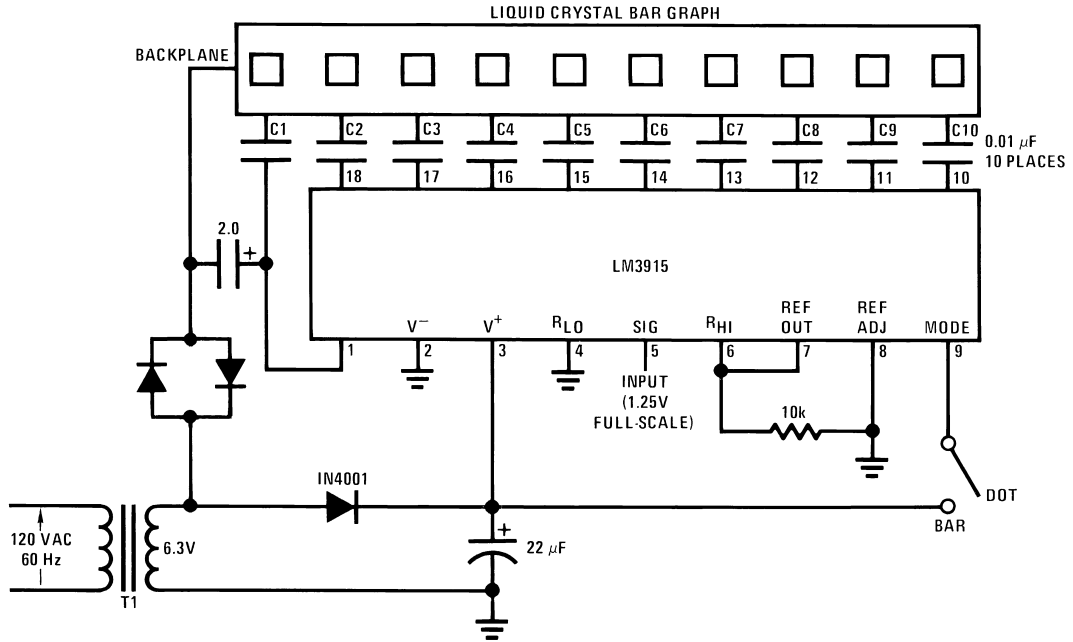 LIQUID CRYSTAL BAR GRAPH
BACKPLANE
C1 C2 C3 C4 C5 C6 C7 C8 C9 C10
0.01 µF
10 PLACES
18 17 16 15 14 13 12 11 10
2.0
+
LM3915
V− V+ RLO SIG RHI REF OUT REF ADJ MODE
1 2 3 4 5 6 7 8 9
INPUT
(1.25V
FULL-SCALE)
10k
IN4001
DOT
BAR
120 VAC
60 Hz
6.3V
+
22 µF
T1